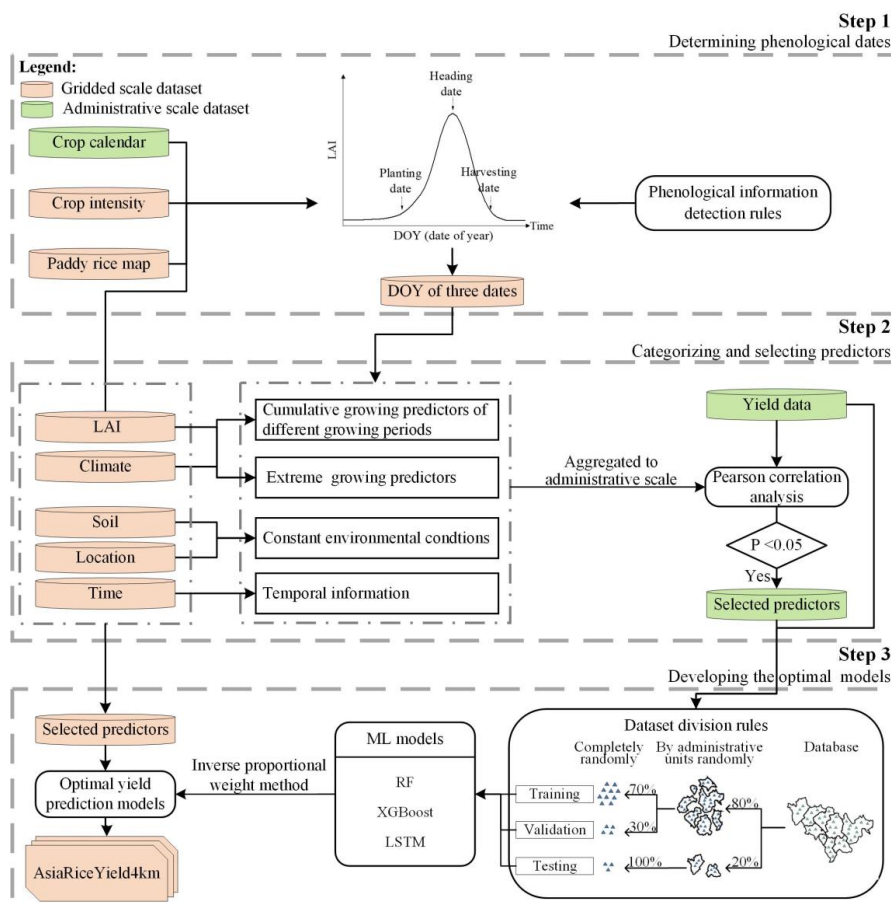 Step 1
Determining phenological dates
Legend:
Gridded scale dataset
Administrative scale dataset
Crop calendar
Crop intensity
Paddy rice map
LAI
Heading
date
Planting
date
Harvesting
date
Time
DOY (date of year)
Phenological information
detection rules
DOY of three dates
Step 2
Categorizing and selecting predictors
LAI
Climate
Soil
Location
Time
Cumulative growing predictors of
different growing periods
Extreme growing predictors
Constant environmental condtions
Temporal information
Aggregated to
administrative scale
Yield data
Pearson correlation
analysis
P <0.05
Yes
Selected predictors
Step 3
Developing the optimal models
Selected predictors
Optimal yield
prediction models
AsiaRiceYield4km
Inverse proportional
weight method
ML models
RF
XGBoost
LSTM
Dataset division rules
Completely
randomly
By administrative
units randomly
Database
Training
70%
80%
Validation
30%
Testing
100%
20%